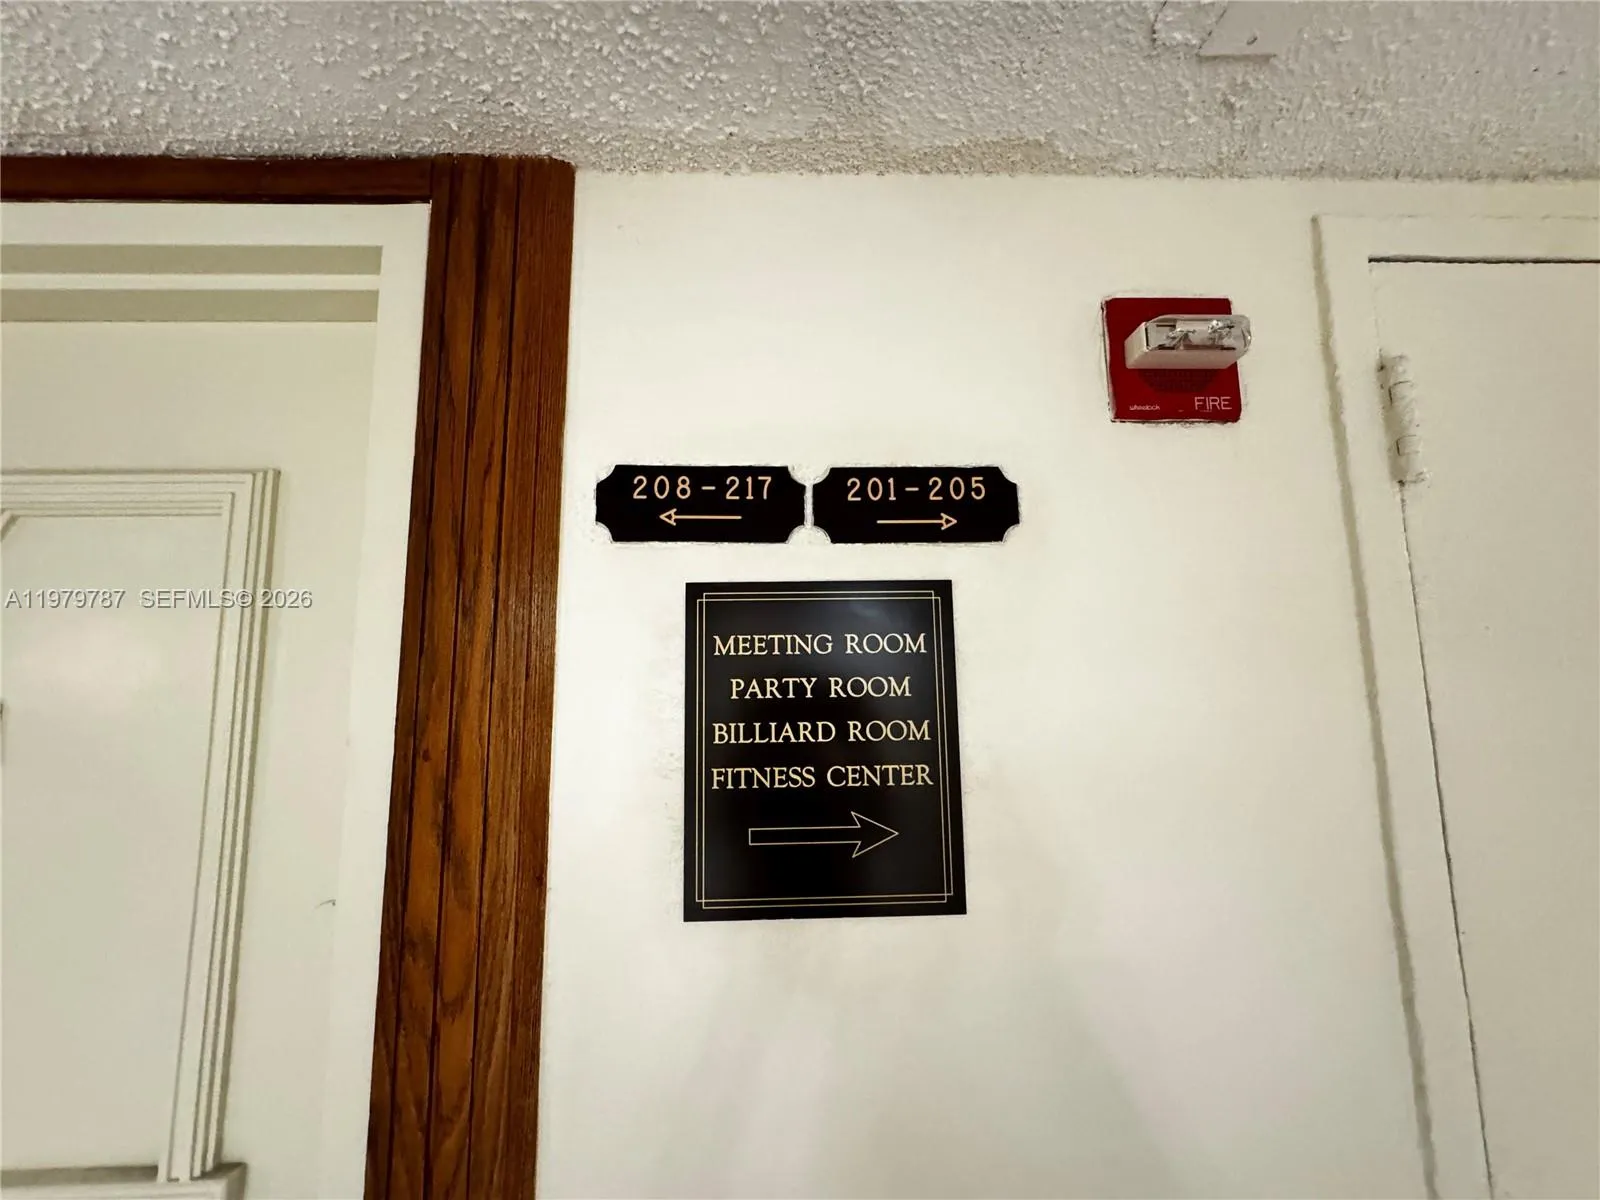 wheelock FIRE
208-217
201-205
A11979787 SEFMLS© 2026
MEETING ROOM
PARTY ROOM
BILLIARD ROOM
FITNESS CENTER